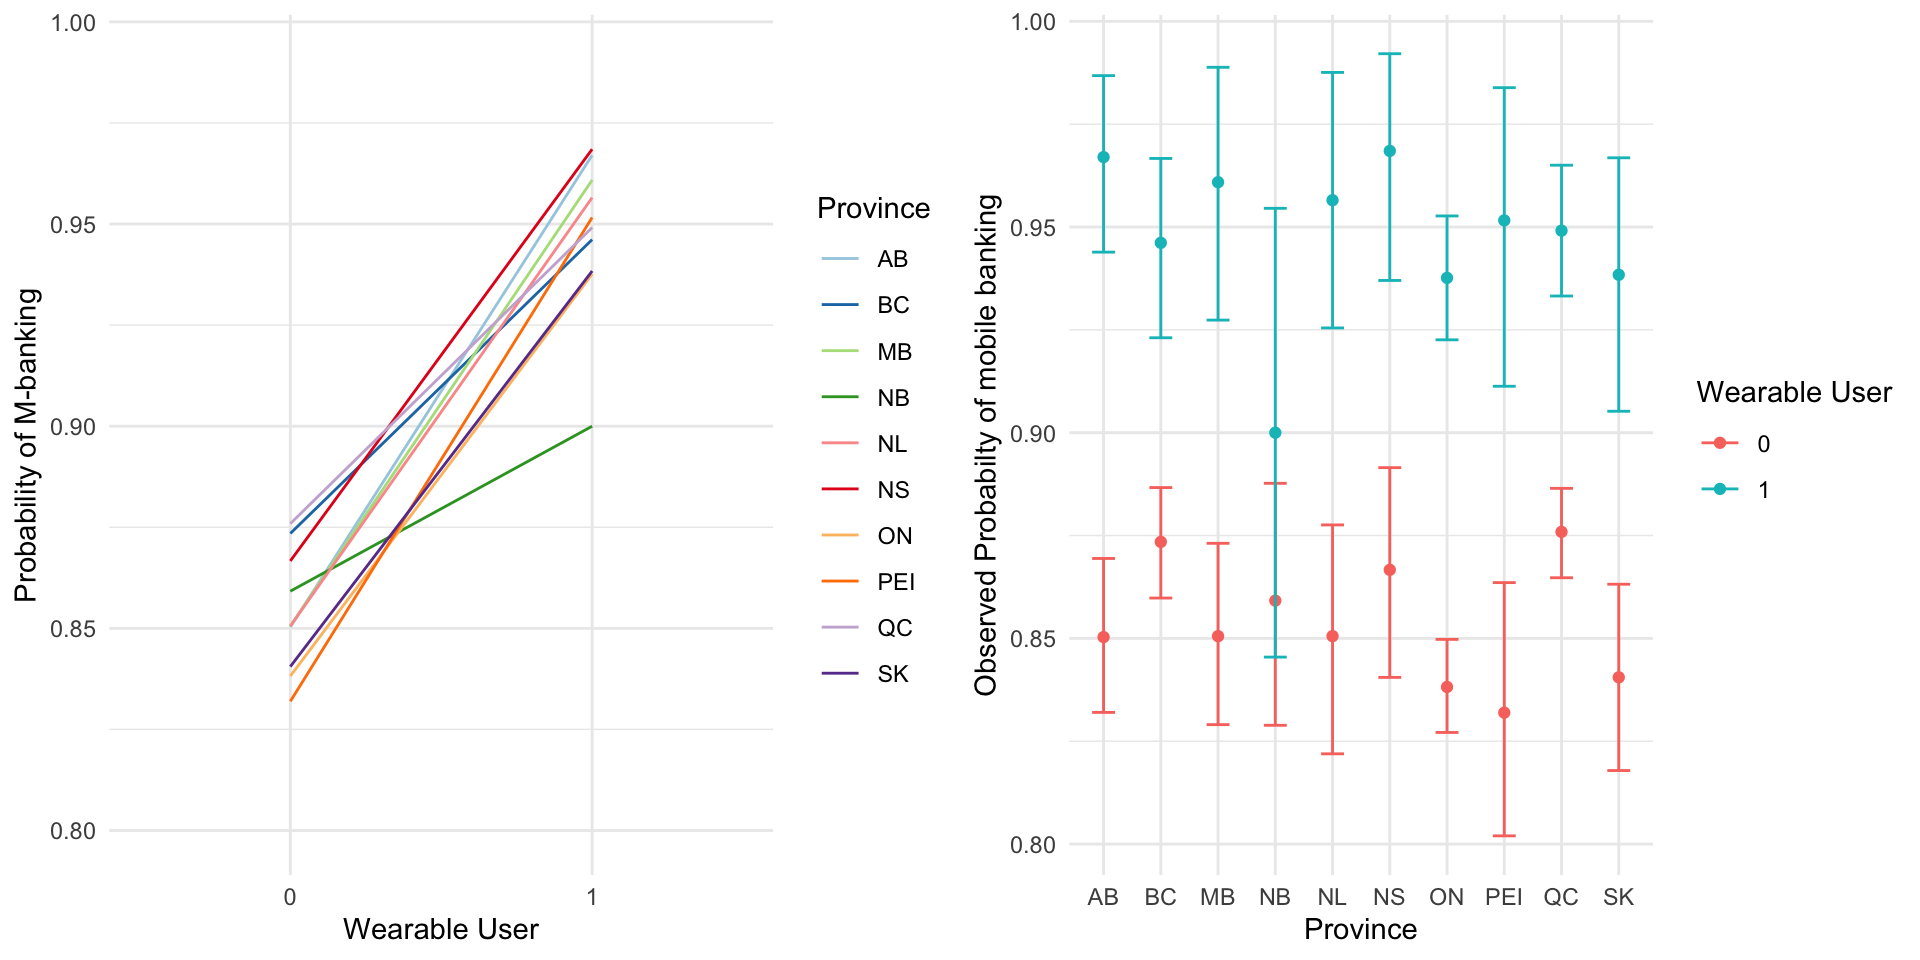 Probability of M-banking
1.00
0.95
0.90
0.85
0.80
0 1
Wearable User
Province
AB
BC
MB
NB
NL
NS
ON
PEI
QC
SK
Observed Probabilty of mobile banking
1.00
0.95
0.90
0.85
0.80
AB BC MB NB NL NS ON PEI QC SK
Province
Wearable User
0
1